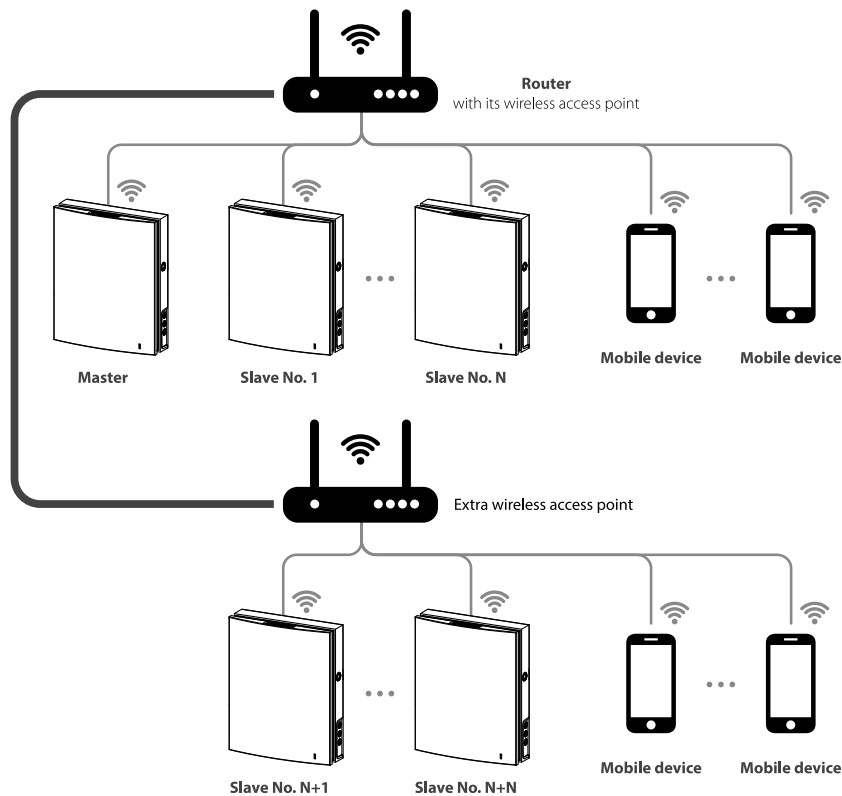 Router
with its wireless access point
Master
Slave No. 1
Slave No. N
Mobile device
Mobile device
Extra wireless access point
Slave No. N+1
Slave No. N+N
Mobile device
Mobile device